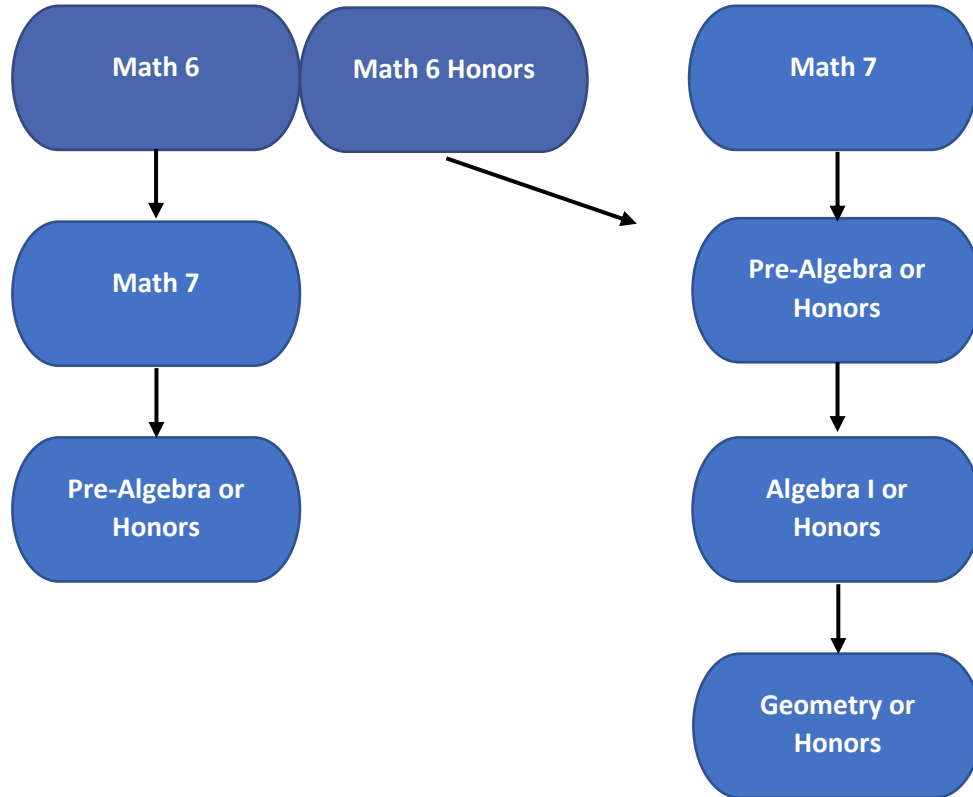 Math 6
Math 6 Honors
Math 7
Math 7
Pre-Algebra or
Honors
Pre-Algebra or
Honors
Algebra I or
Honors
Geometry or
Honors